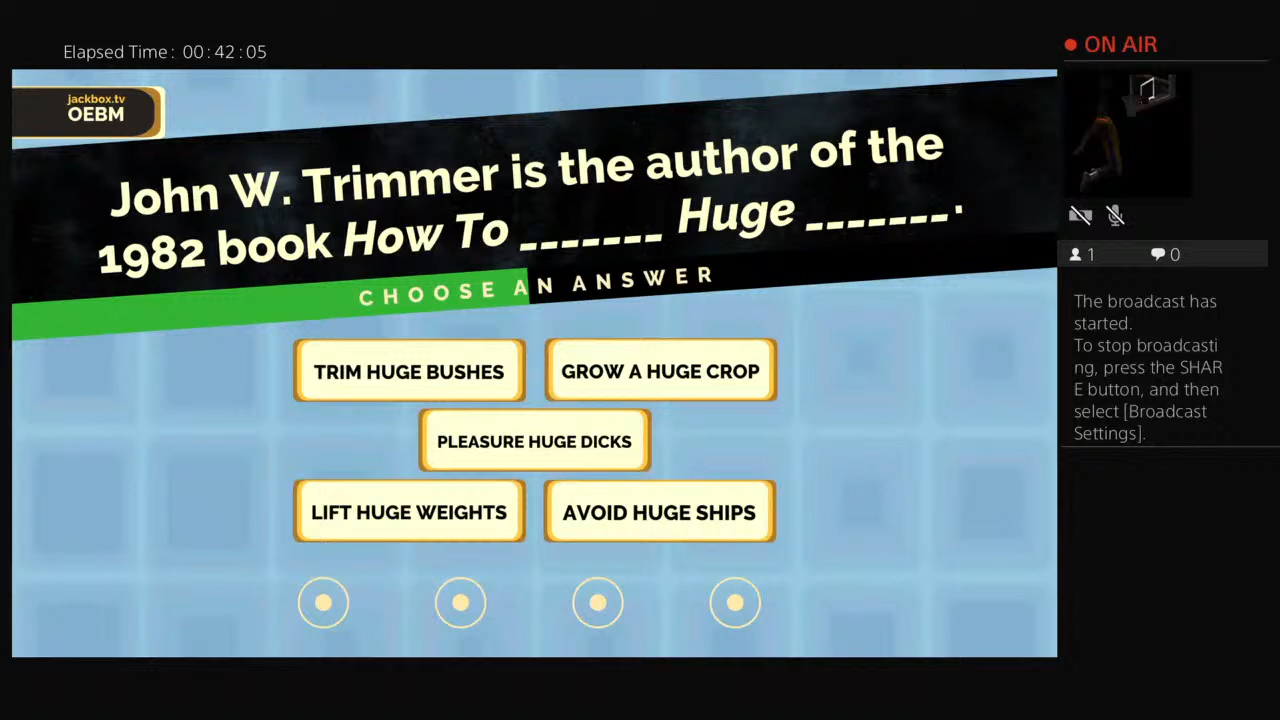 Elapsed Time: 00:42:05
ON AIR
jackbox.tv
OEBM
John W. Trimmer is the author of the
1982 book How To _______ Huge _______.
CHOOSE AN ANSWER
TRIM HUGE BUSHES
GROW A HUGE CROP
PLEASURE HUGE DICKS
LIFT HUGE WEIGHTS
AVOID HUGE SHIPS
1
0
The broadcast has
started.
To stop broadcasti
ng, press the SHAR
E button, and then
select [Broadcast
Settings].